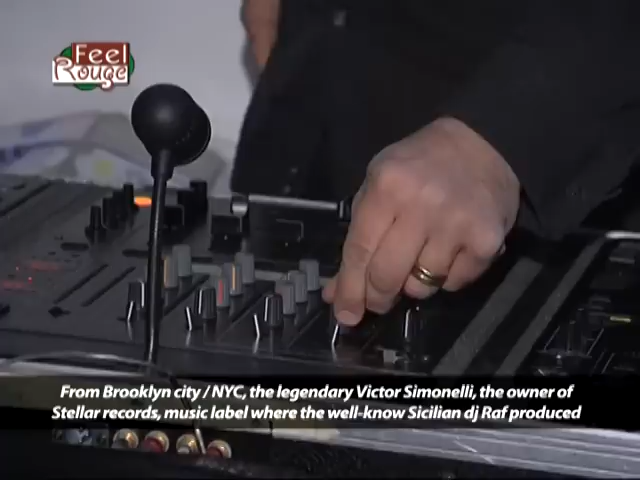 Feel
Rouge
From Brooklyn city / NYC, the legendary Victor Simonelli, the owner of
Stellar records, music label where the well-know Sicilian dj Raf produced